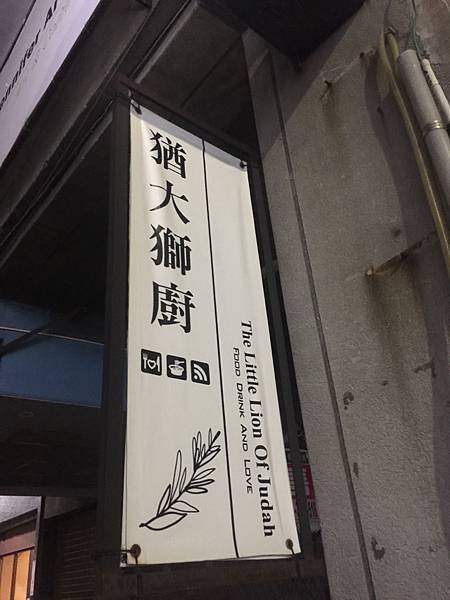 猶大獅廚
The Little Lion Of Judah
FOOD DRINK AND LOVE